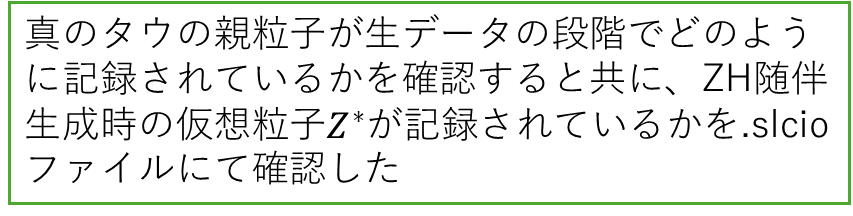 真のタウの親粒子が生データの段階でどのよう
に記録されているかを確認すると共に、ZH随伴
生成時の仮想粒子Z*が記録されているかを.slcio
ファイルにて確認した